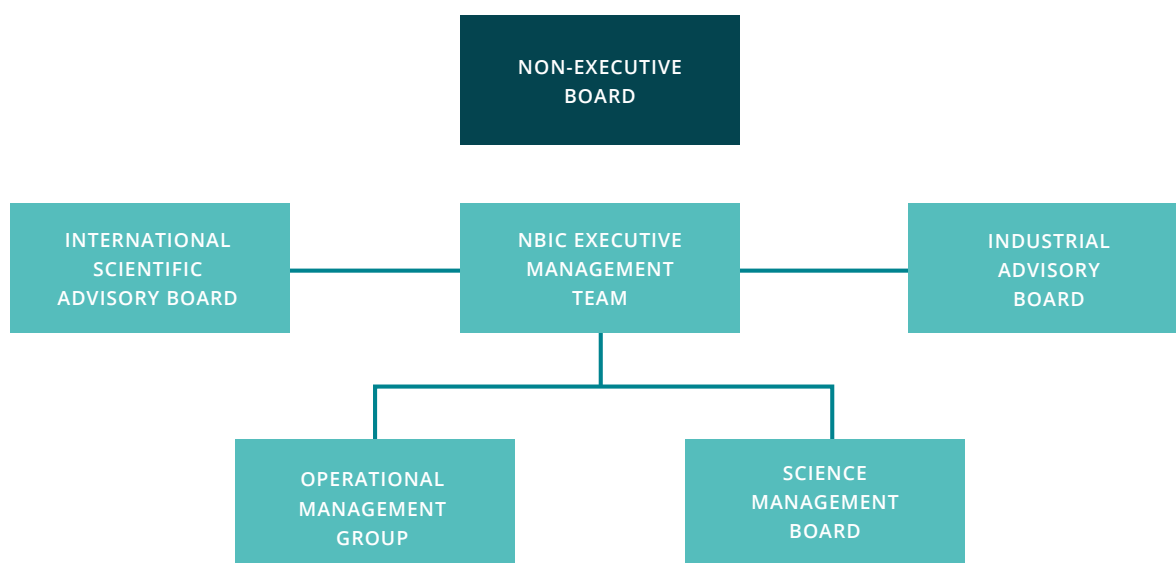 NON-EXECUTIVE
BOARD
INTERNATIONAL
SCIENTIFIC
ADVISORY BOARD
NBIC EXECUTIVE
MANAGEMENT
TEAM
INDUSTRIAL
ADVISORY
BOARD
OPERATIONAL
MANAGEMENT
GROUP
SCIENCE
MANAGEMENT
BOARD